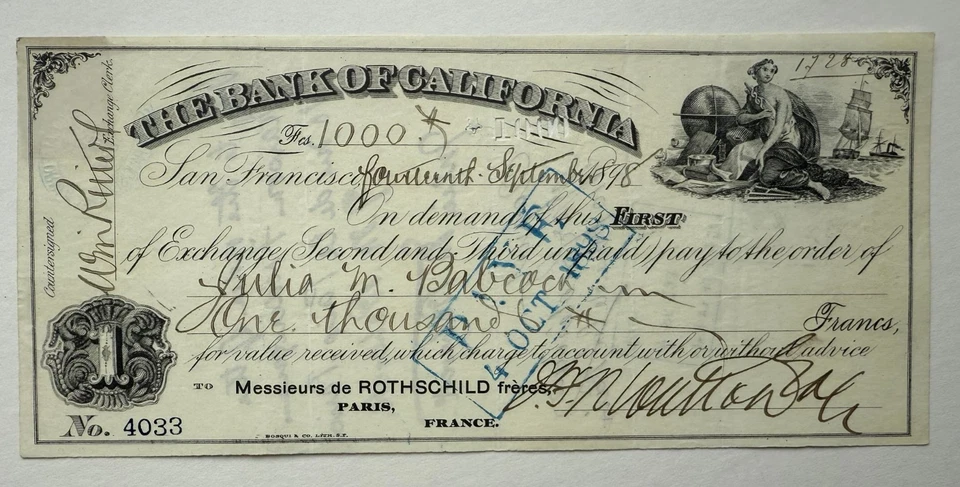 1728
THE BANK OF CALIFORNIA
Fcs. 1000
San Francisco, fourteenth September 1898
On demand of this FIRST
of Exchange (Second and Third unpaid) pay to the order of
Julia M. Babcock
One thousand Francs,
for value received, which charge to account with or without advice
TO Messieurs de ROTHSCHILD frères,
PARIS,
FRANCE.
No. 4033
BOSQUI & CO. LITH. S.F.
Countersigned
Exchange Clerk.
1
4 OCT